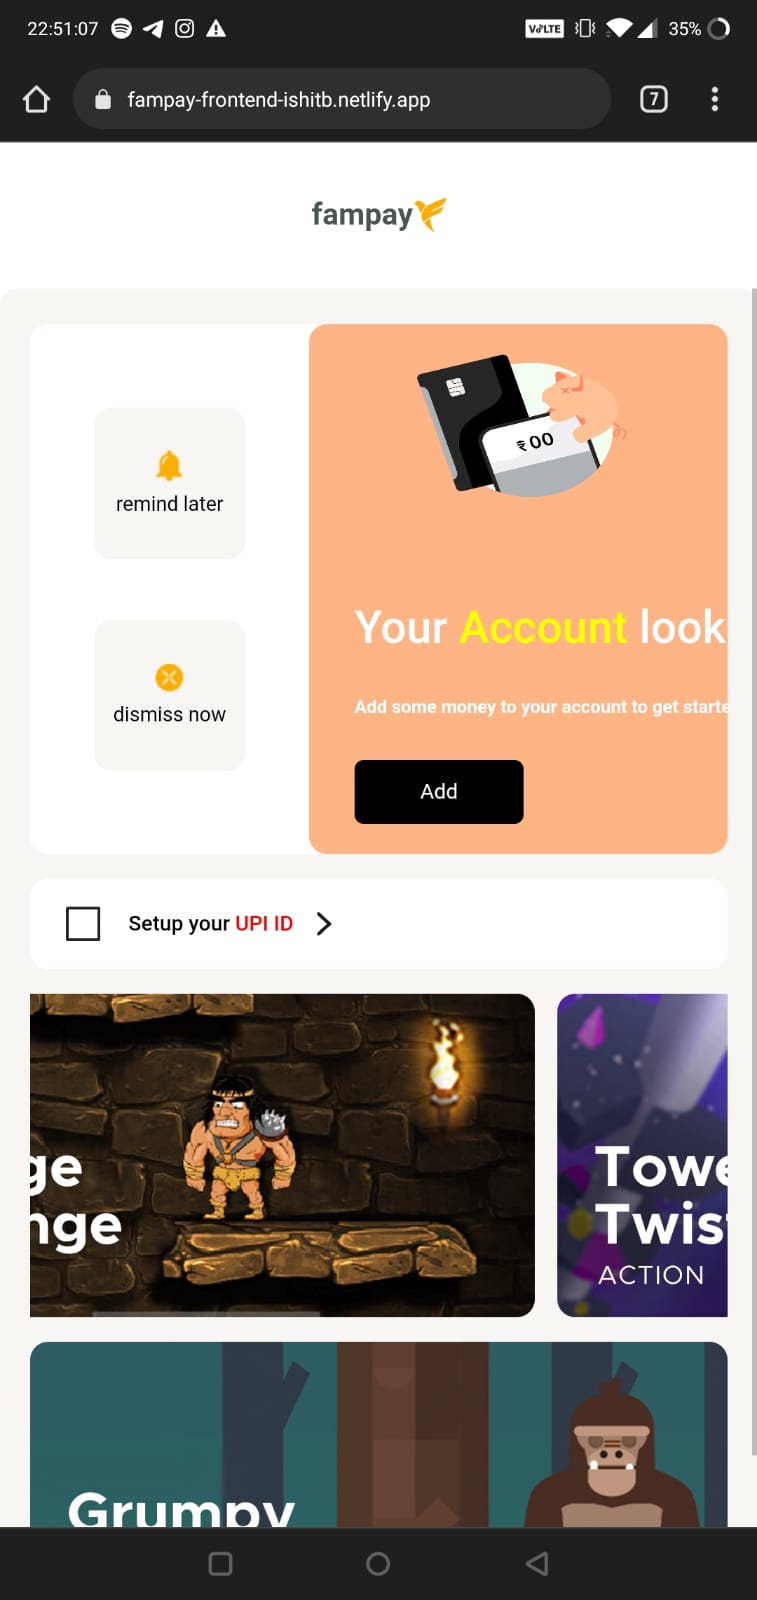 22:51:07
VoLTE
35%
fampay-frontend-ishitb.netlify.app
7
fampay
remind later
dismiss now
₹00
Your Account look
Add some money to your account to get starte
Add
Setup your UPI ID
ge
nge
Towe
Twis
ACTION
Grumpy